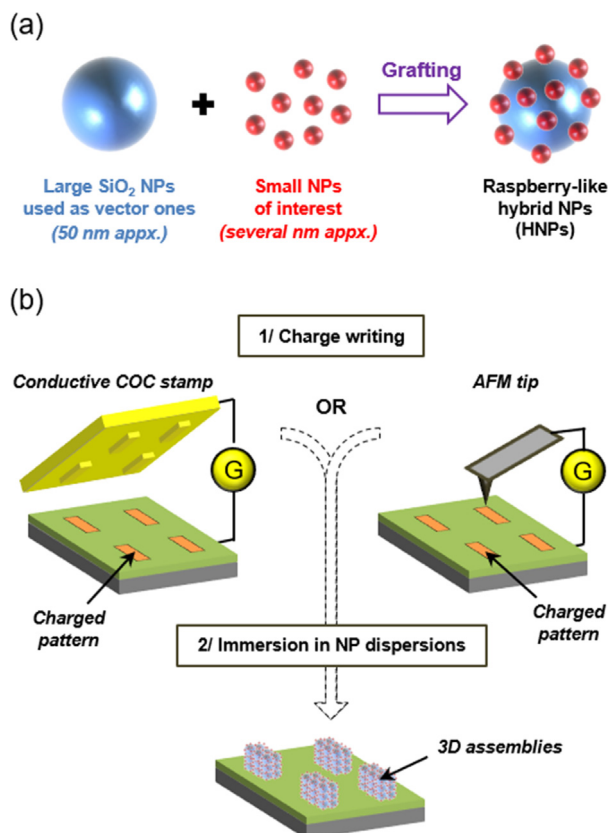 (a)
Grafting
Large SiO₂ NPs
used as vector ones
(50 nm appx.)
Small NPs
of interest
(several nm appx.)
Raspberry-like
hybrid NPs
(HNPs)
(b)
1/ Charge writing
Conductive COC stamp
OR
AFM tip
G
G
Charged
pattern
Charged
pattern
2/ Immersion in NP dispersions
3D assemblies